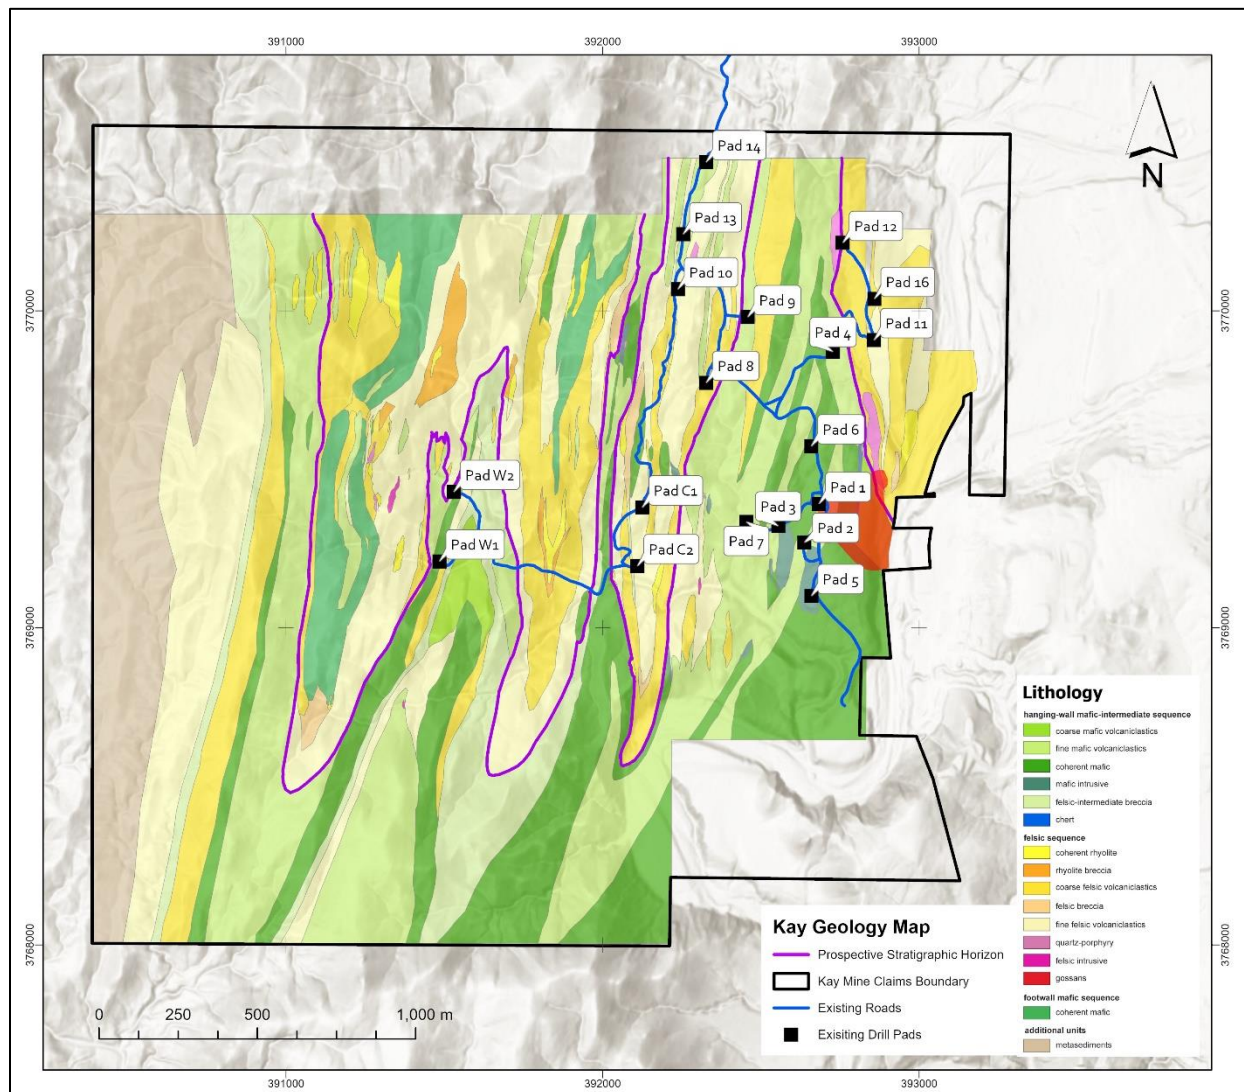 391000
392000
393000
Pad 14
Pad 13
Pad 12
N
Pad 10
Pad 16
3770000
Pad 9
3770000
Pad 4
Pad 11
Pad 8
Pad 6
Pad W2
Pad C1
Pad 1
Pad 3
Pad 2
Pad 7
Pad W1
Pad C2
Pad 5
3769000
3769000
Lithology
hanging-wall mafic-intermediate sequence
coarse mafic volcaniclastics
fine mafic volcaniclastics
coherent mafic
mafic intrusive
felsic-intermediate breccia
chert
felsic sequence
coherent rhyolite
rhyolite breccia
coarse felsic volcaniclastics
felsic breccia
fine felsic volcaniclastics
quartz-porphyry
felsic intrusive
gossans
footwall mafic sequence
coherent mafic
additional units
metasediments
Kay Geology Map
Prospective Stratigraphic Horizon
Kay Mine Claims Boundary
Existing Roads
Exisiting Drill Pads
3768000
3768000
0 250 500 1,000 m
391000
392000
393000